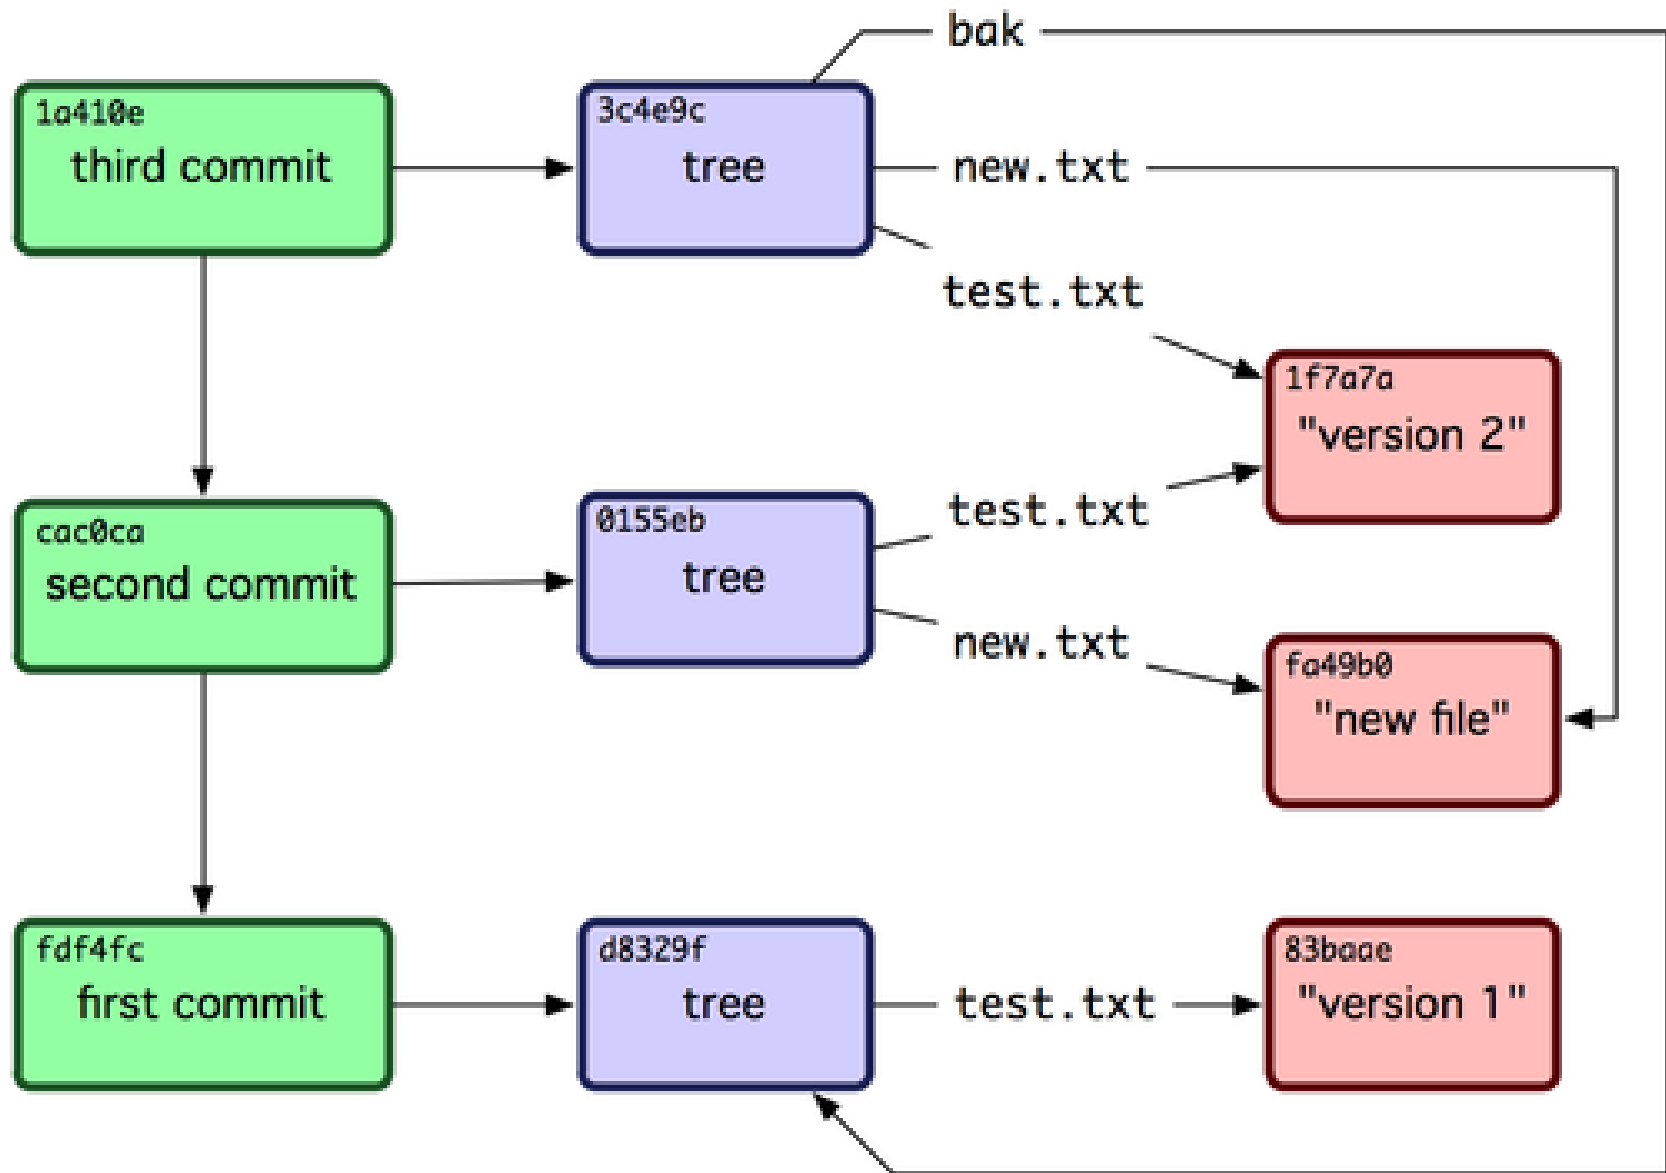 bak
1a410e
third commit
3c4e9c
tree
new.txt
test.txt
1f7a7a
"version 2"
cac0ca
second commit
0155eb
tree
test.txt
new.txt
fa49b0
"new file"
fdf4fc
first commit
d8329f
tree
test.txt
83baae
"version 1"